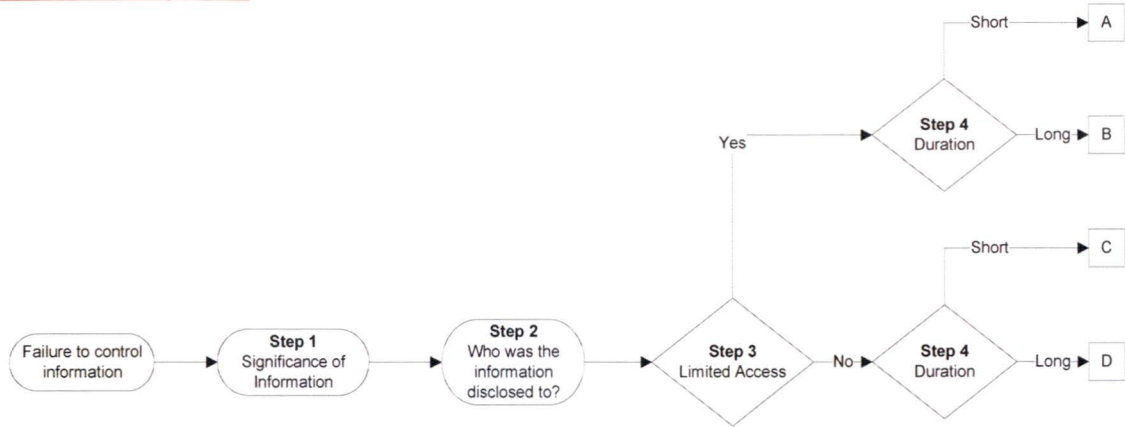 Short
A
Step 4
Duration
Yes
Long
B
Short
C
Failure to control
information
Step 1
Significance of
Information
Step 2
Who was the
information
disclosed to?
Step 3
Limited Access
No
Step 4
Duration
Long
D